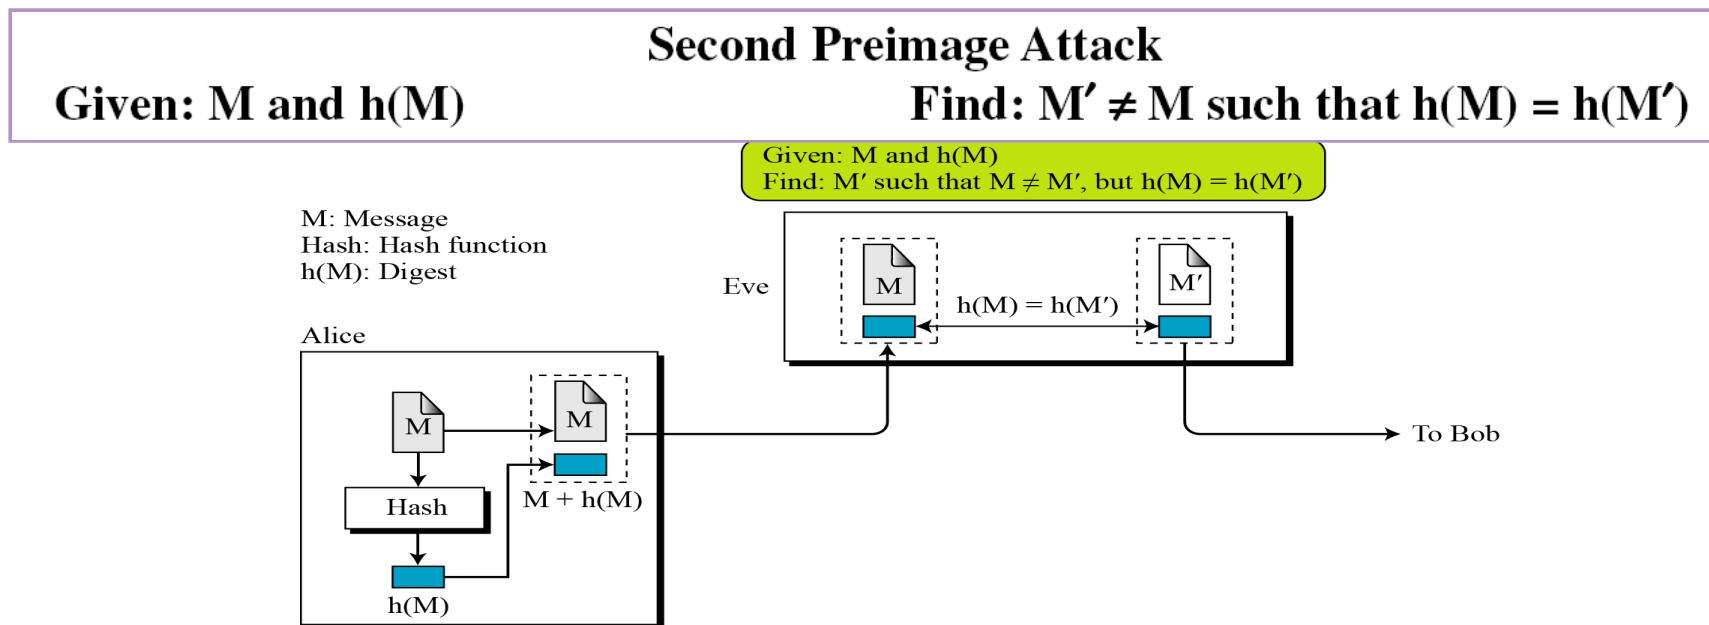 Second Preimage Attack
Given: M and h(M) Find: M′ ≠ M such that h(M) = h(M′)
Given: M and h(M)
Find: M′ such that M ≠ M′, but h(M) = h(M′)
M: Message
Hash: Hash function
h(M): Digest
Eve
M
M′
h(M) = h(M′)
Alice
M
M
To Bob
Hash
M + h(M)
h(M)